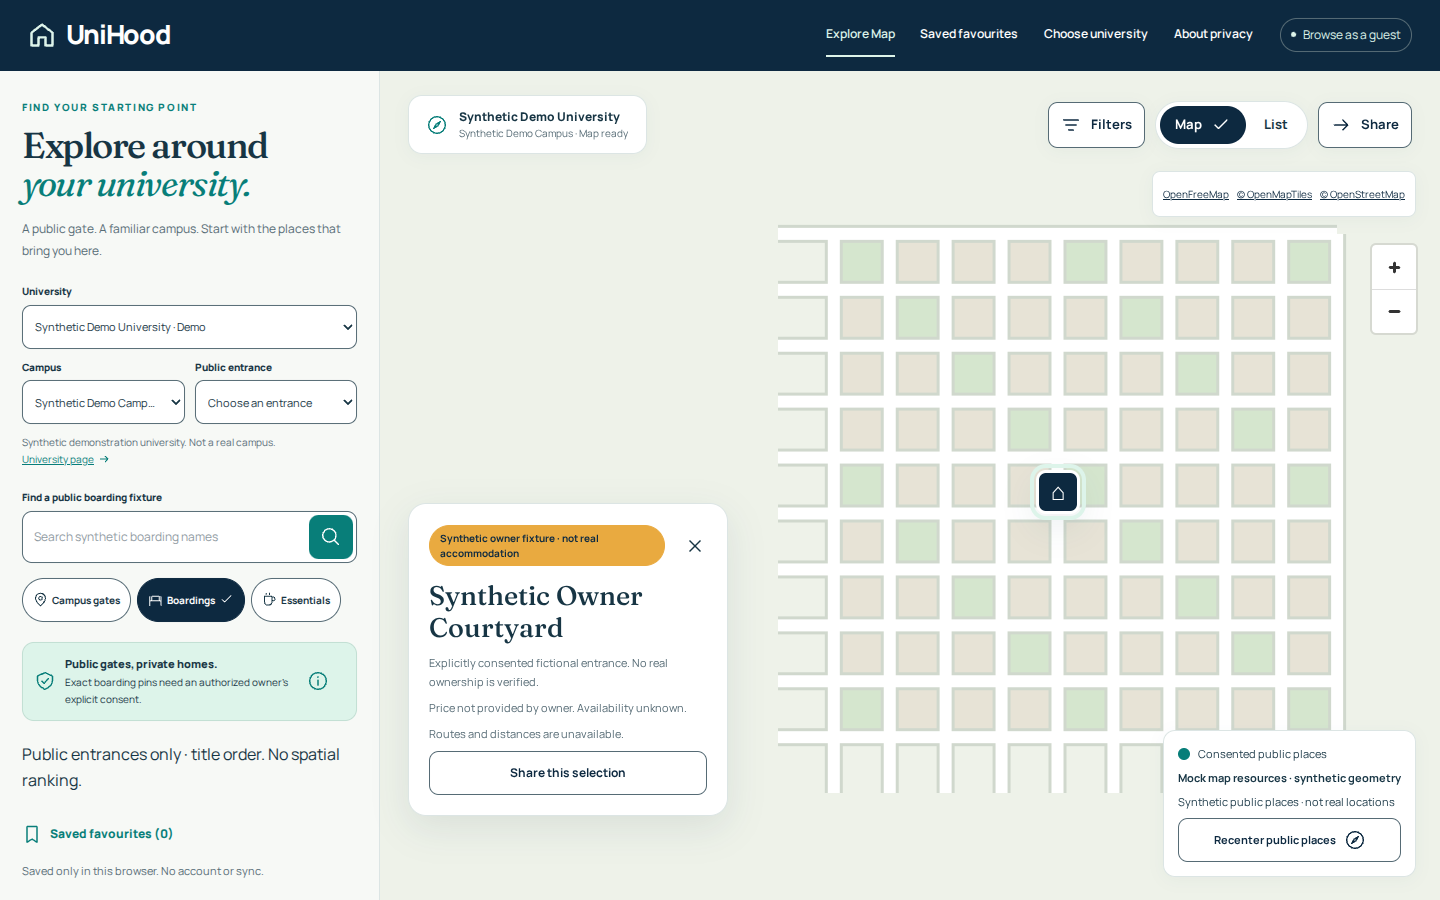 UniHood
Explore Map
Saved favourites
Choose university
About privacy
Browse as a guest
FIND YOUR STARTING POINT
Explore around
your university.
A public gate. A familiar campus. Start with the places that
bring you here.
University
Synthetic Demo University · Demo
Campus
Public entrance
Synthetic Demo Camp...
Choose an entrance
Synthetic demonstration university. Not a real campus.
University page →
Find a public boarding fixture
Search synthetic boarding names
Campus gates
Boardings
Essentials
Public gates, private homes.
Exact boarding pins need an authorized owner's
explicit consent.
Public entrances only · title order. No spatial
ranking.
Saved favourites (0)
Saved only in this browser. No account or sync.
Synthetic Demo University
Synthetic Demo Campus · Map ready
Filters
Map
List
Share
OpenFreeMap © OpenMapTiles © OpenStreetMap
+
−
Synthetic owner fixture · not real
accommodation
Synthetic Owner
Courtyard
Explicitly consented fictional entrance. No real
ownership is verified.
Price not provided by owner. Availability unknown.
Routes and distances are unavailable.
Share this selection
Consented public places
Mock map resources · synthetic geometry
Synthetic public places · not real locations
Recenter public places